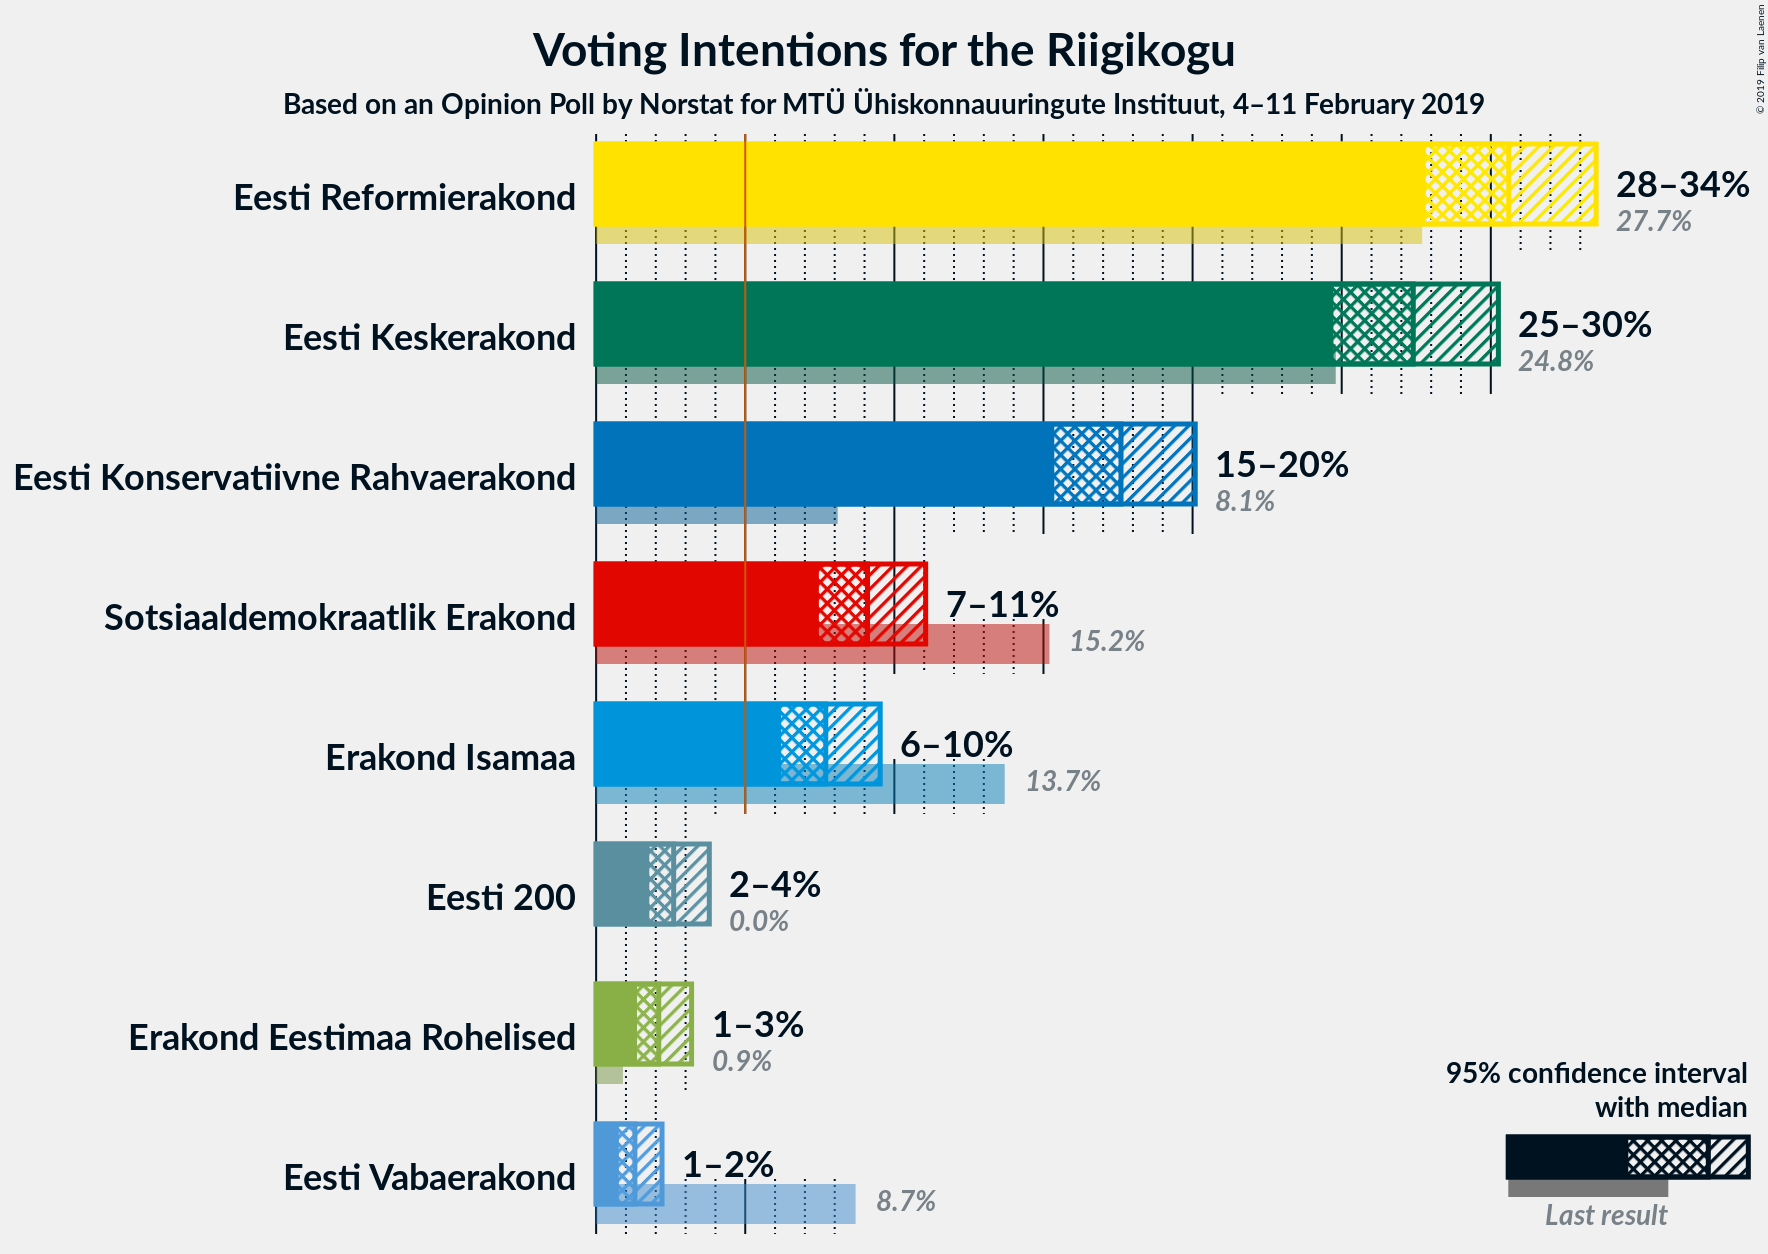 Voting Intentions for the Riigikogu
Based on an Opinion Poll by Norstat for MTÜ Ühiskonnauuringute Instituut, 4–11 February 2019
© 2019 Filip van Laenen
Eesti Reformierakond
28–34%
27.7%
Eesti Keskerakond
25–30%
24.8%
Eesti Konservatiivne Rahvaerakond
15–20%
8.1%
Sotsiaaldemokraatlik Erakond
7–11%
15.2%
Erakond Isamaa
6–10%
13.7%
Eesti 200
2–4%
0.0%
Erakond Eestimaa Rohelised
1–3%
0.9%
Eesti Vabaerakond
1–2%
8.7%
95% confidence interval
with median
Last result